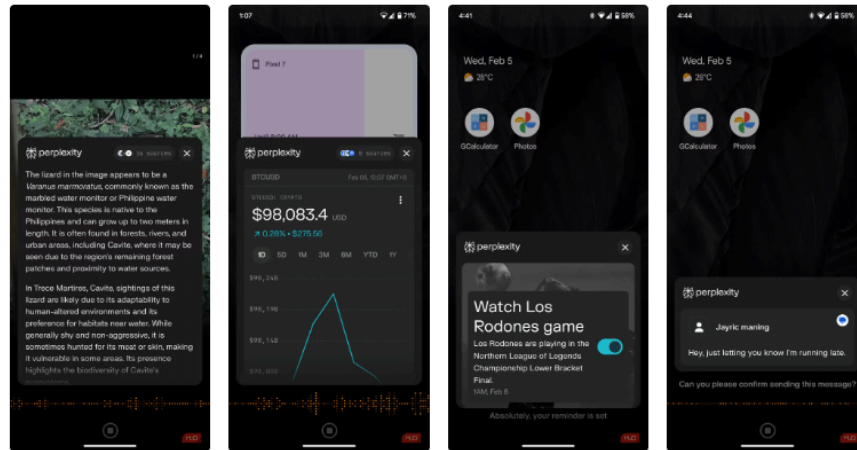 1/4
perplexity
The lizard in the image appears to be a
Varanus marmoratus, commonly known as the
marbled water monitor or Philippine water
monitor. This species is native to the
Philippines and can grow up to two meters in
length. It is often found in forests, rivers, and
urban areas, including Cavite, where it may be
seen due to the region's remaining forest
patches and proximity to water sources.
In Trece Martires, Cavite, sightings of this
lizard are likely due to its adaptability to
human-altered environments and its
preference for habitats near water. While
generally shy and non-aggressive, it is
sometimes hunted for its meat or skin, making
it vulnerable in some areas. Its presence
highlights the biodiversity of Cavite's
1:07
71%
Pixel 7
perplexity
BTCUSD
$98,083.4 USD
0.28% • $275.56
1D 5D 1M 3M 6M YTD 1Y
4:41
58%
Wed, Feb 5
28°C
GCalculator Photos
perplexity
Watch Los
Rodones game
Los Rodones are playing in the
Northern League of Legends
Championship Lower Bracket
Final.
Absolutely, your reminder is set
4:44
58%
Wed, Feb 5
28°C
GCalculator Photos
perplexity
Jayric maning
Hey, just letting you know I'm running late.
Can you please confirm sending this message?